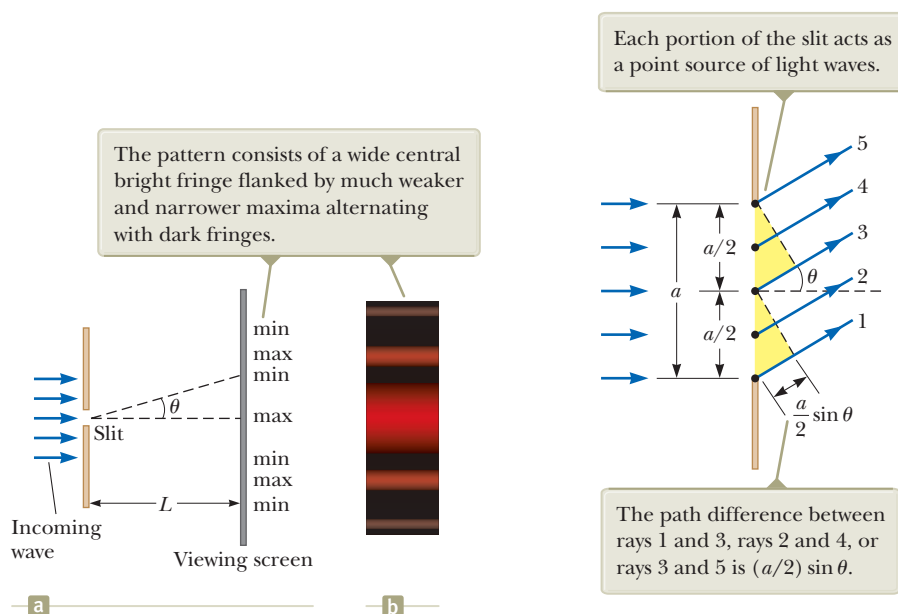 The pattern consists of a wide central
bright fringe flanked by much weaker
and narrower maxima alternating
with dark fringes.
min
max
min
θ
max
Slit
min
max
L
min
Incoming
wave
Viewing screen
a
b
Each portion of the slit acts as
a point source of light waves.
5
4
3
a/2
θ
2
a
a/2
1
a/2 sin θ
The path difference between
rays 1 and 3, rays 2 and 4, or
rays 3 and 5 is (a/2) sin θ.